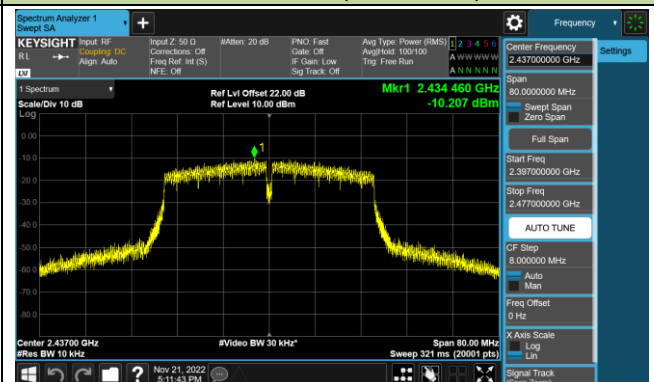 Spectrum Analyzer 1
Swept SA
Frequency
KEYSIGHT
Input: RF
Input Z: 50 Ω
#Atten: 20 dB
PNO: Fast
Avg Type: Power (RMS)
1 2 3 4 5 6
RL
Coupling: DC
Corrections: Off
Gate: Off
Avg|Hold: 100/100
A W W W W W
Align: Auto
Freq Ref: Int (S)
IF Gain: Low
Trig: Free Run
NFE: Off
Sig Track: Off
A N N N N N
LXI
Center Frequency
2.437000000 GHz
Settings
1 Spectrum
Ref Lvl Offset 22.00 dB
Mkr1 2.434 460 GHz
Scale/Div 10 dB
Ref Level 10.00 dBm
-10.207 dBm
Log
Span
80.0000000 MHz
Swept Span
Zero Span
Full Span
Start Freq
2.397000000 GHz
Stop Freq
2.477000000 GHz
AUTO TUNE
CF Step
8.000000 MHz
Auto
Man
Freq Offset
0 Hz
X Axis Scale
Log
Lin
Signal Track
0.00
1
-10.0
-20.0
-30.0
-40.0
-50.0
-60.0
-70.0
-80.0
Center 2.43700 GHz
#Video BW 30 kHz*
Span 80.00 MHz
#Res BW 10 kHz
Sweep 321 ms (20001 pts)
?
Nov 21, 2022
5:11:43 PM